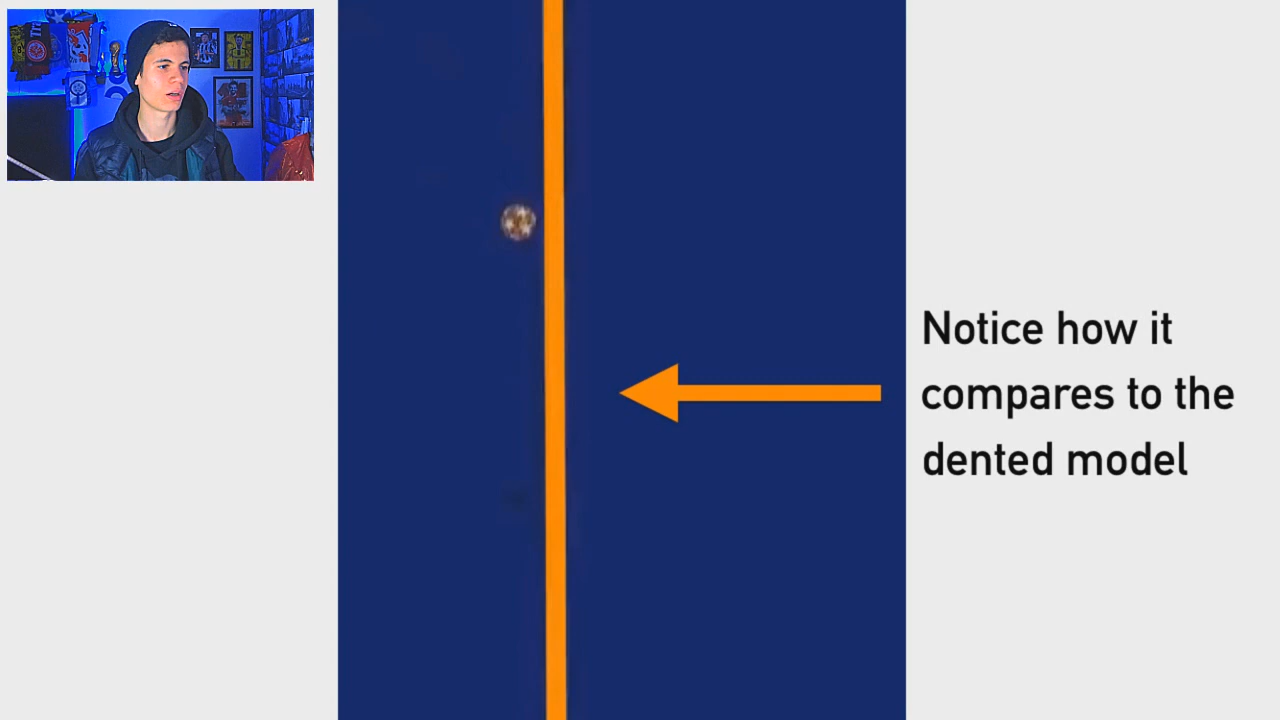 Notice how it
compares to the
dented model